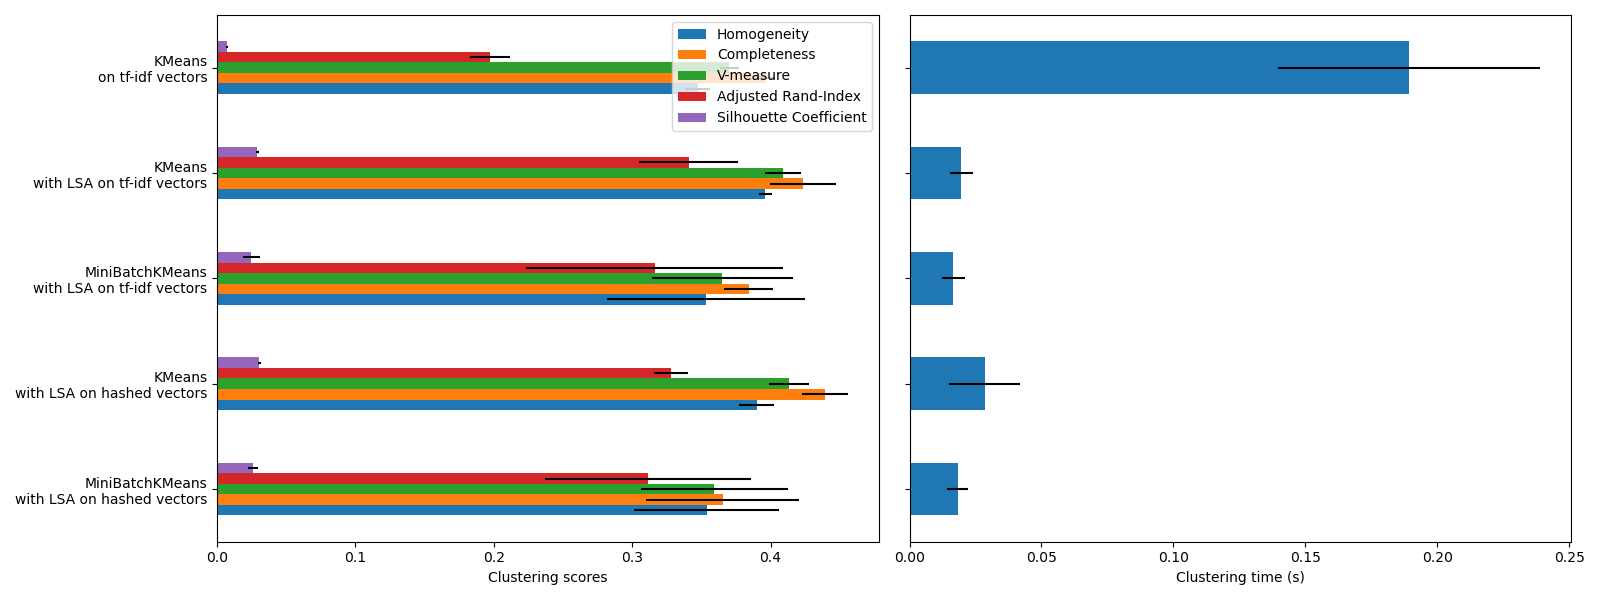 KMeans
on tf-idf vectors
KMeans
with LSA on tf-idf vectors
MiniBatchKMeans
with LSA on tf-idf vectors
KMeans
with LSA on hashed vectors
MiniBatchKMeans
with LSA on hashed vectors
Homogeneity
Completeness
V-measure
Adjusted Rand-Index
Silhouette Coefficient
0.0 0.1 0.2 0.3 0.4
Clustering scores
0.00 0.05 0.10 0.15 0.20 0.25
Clustering time (s)